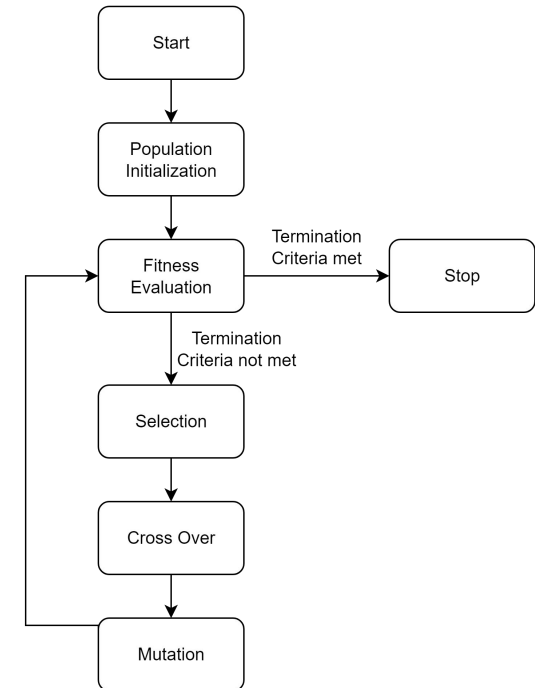 Start
Population
Initialization
Termination
Criteria met
Fitness
Evaluation
Stop
Termination
Criteria not met
Selection
Cross Over
Mutation